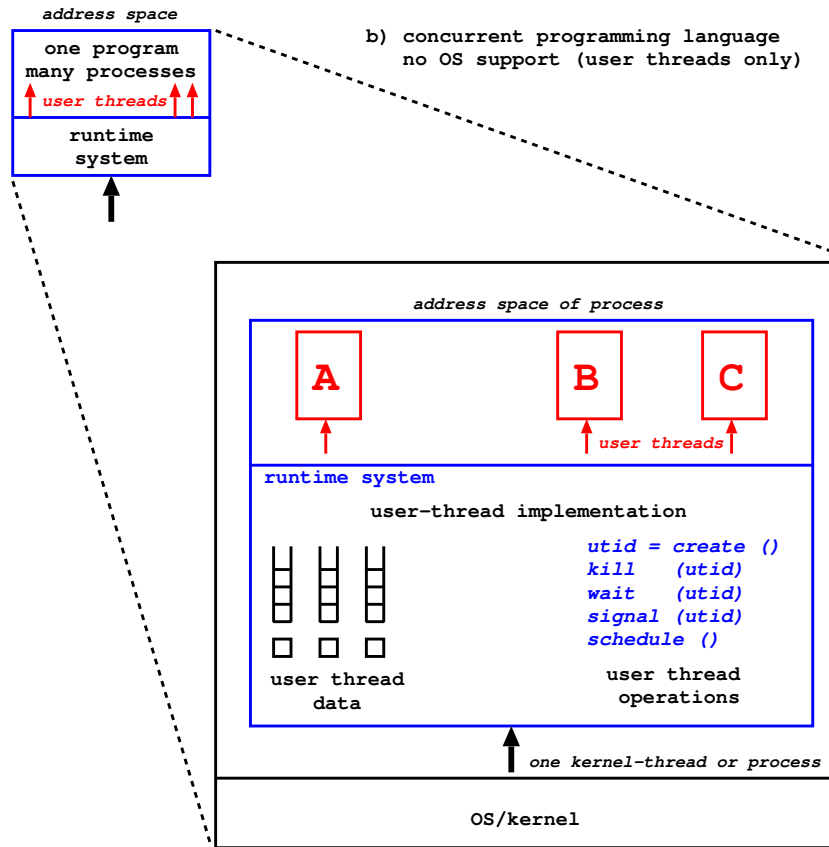 address space
one program
many processes
user threads
runtime
system
b) concurrent programming language
no OS support (user threads only)
address space of process
A
B
C
user threads
runtime system
user-thread implementation
utid = create ()
kill (utid)
wait (utid)
signal (utid)
schedule ()
user thread
data
user thread
operations
one kernel-thread or process
OS/kernel